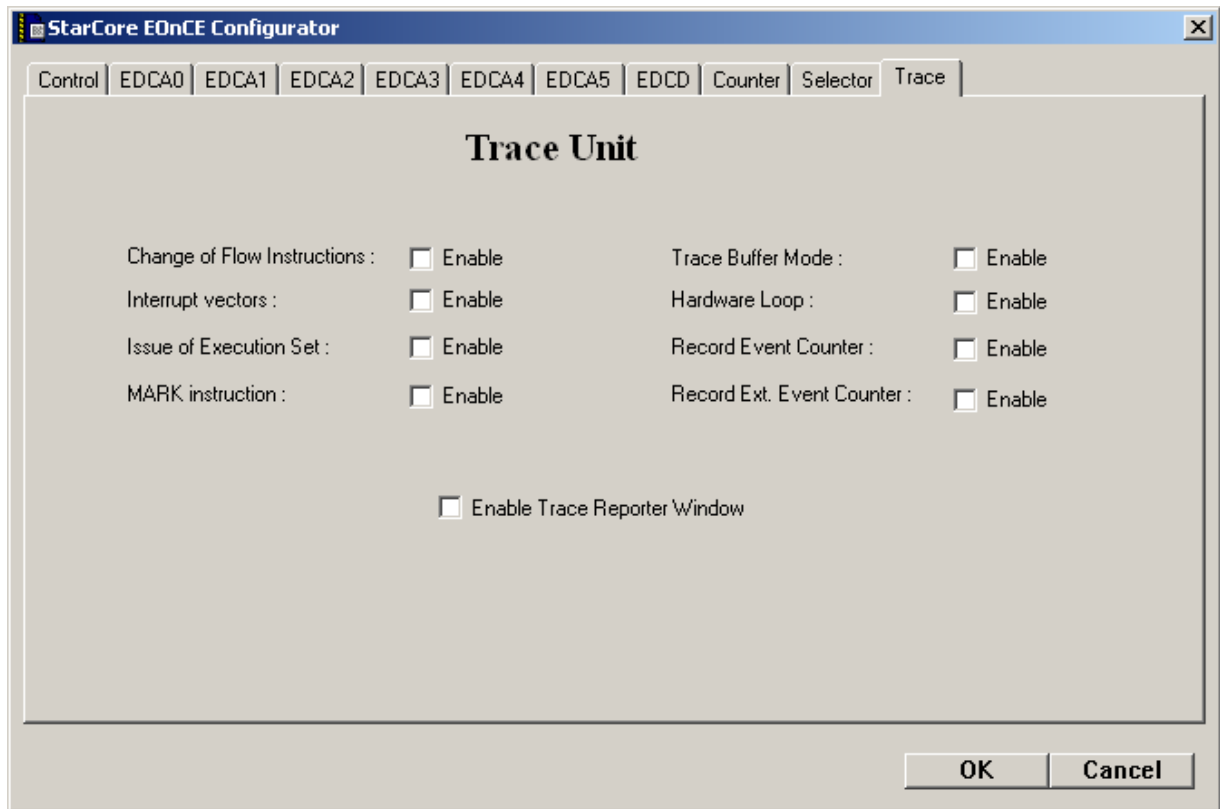 StarCore EOnCE Configurator
Control EDCA0 EDCA1 EDCA2 EDCA3 EDCA4 EDCA5 EDCD Counter Selector Trace
Trace Unit
Change of Flow Instructions : Enable Trace Buffer Mode : Enable
Interrupt vectors : Enable Hardware Loop : Enable
Issue of Execution Set : Enable Record Event Counter : Enable
MARK instruction : Enable Record Ext. Event Counter : Enable
Enable Trace Reporter Window
OK Cancel